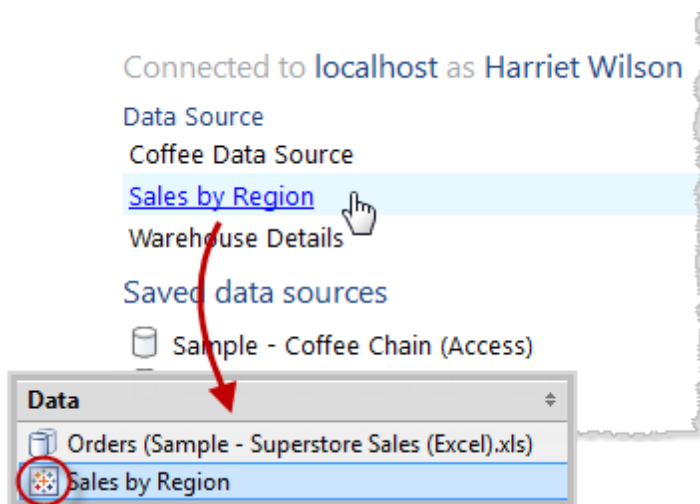 Connected to localhost as Harriet Wilson
Data Source
Coffee Data Source
Sales by Region
Warehouse Details
Saved data sources
Sample - Coffee Chain (Access)
Data
Orders (Sample - Superstore Sales (Excel).xls)
Sales by Region